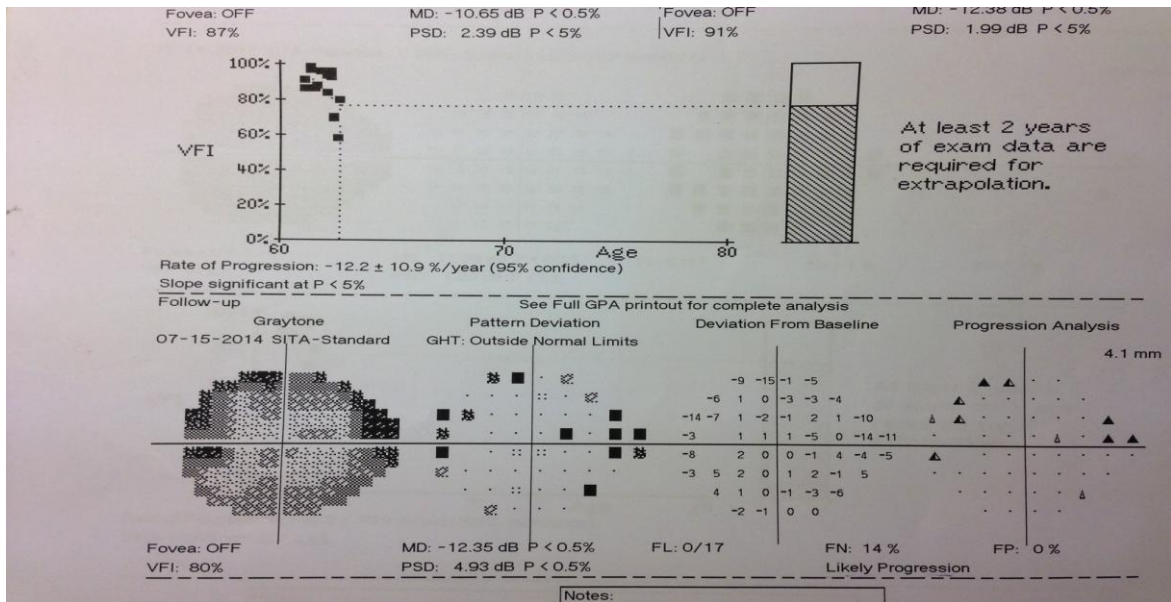 Fovea: OFF MD: -10.65 dB P < 0.5% Fovea: OFF MD: -12.38 dB P < 0.5%
VFI: 87% PSD: 2.39 dB P < 5% VFI: 91% PSD: 1.99 dB P < 5%
100%
80%
60%
VFI
40%
20%
0%
60 70 Age 80
At least 2 years
of exam data are
required for
extrapolation.
Rate of Progression: -12.2 ± 10.9 %/year (95% confidence)
Slope significant at P < 5%
Follow-up See Full GPA printout for complete analysis
Graytone Pattern Deviation Deviation From Baseline Progression Analysis
07-15-2014 SITA-Standard GHT: Outside Normal Limits
4.1 mm
-9 -15 -1 -5
-6 1 0 -3 -3 -4
-14 -7 1 -2 -1 2 1 -10
-3 1 1 1 -5 0 -14 -11
-8 2 0 0 -1 4 -4 -5
-3 5 2 0 1 2 -1 5
4 1 0 -1 -3 -6
-2 -1 0 0
Fovea: OFF MD: -12.35 dB P < 0.5% FL: 0/17 FN: 14 % FP: 0 %
VFI: 80% PSD: 4.93 dB P < 0.5% Likely Progression
Notes: